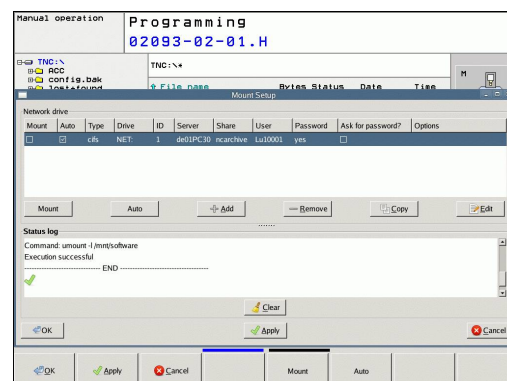 Manual operation
Programming
02093-02-01.H
TNC:\
ACC
config.bak
lost+found
TNC:\*
File name Bytes Status Date Time
M
Mount Setup
Network drive
Mount Auto Type Drive ID Server Share User Password Ask for password? Options
cifs NET: 1 de01PC30 ncarchive Lu10001 yes
Mount Auto Add Remove Copy Edit
Status log
Command: umount -l /mnt/software
Execution successful
------------------------- END -----------------------------
Clear
OK Apply Cancel
OK Apply Cancel Mount Auto